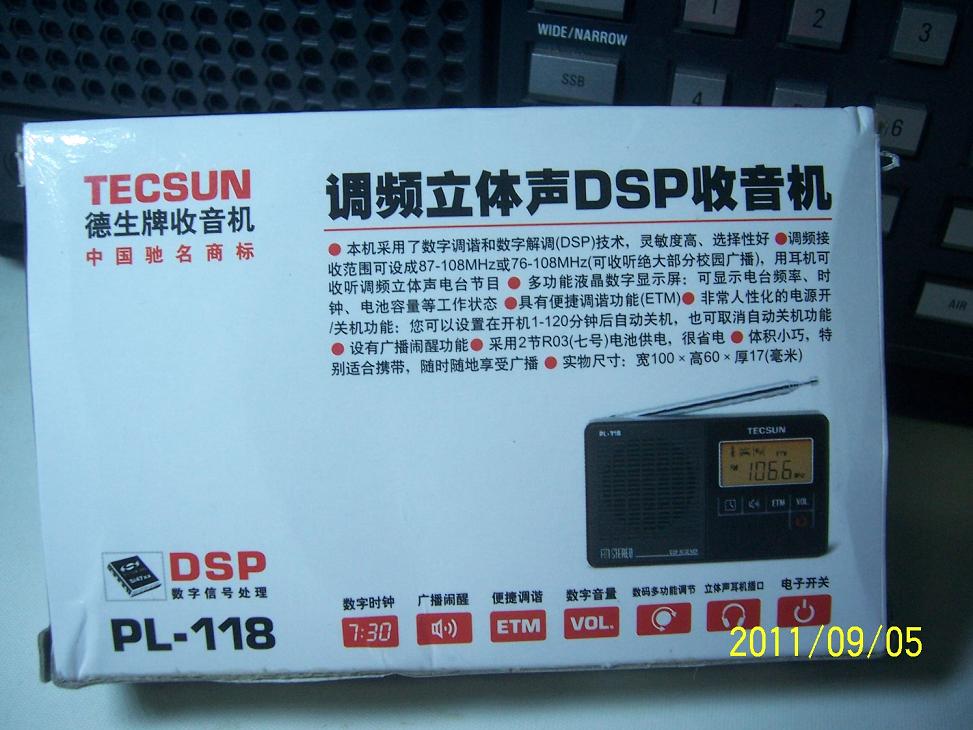 WIDE/NARROW
SSB
1
2
3
4
6
AIR
TECSUN
德生牌收音机
中国驰名商标
调频立体声DSP收音机
● 本机采用了数字调谐和数字解调(DSP)技术，灵敏度高、选择性好 ●调频接
收范围可设成87-108MHz或76-108MHz(可收听绝大部分校园广播)，用耳机可
收听调频立体声电台节目 ● 多功能液晶数字显示屏：可显示电台频率、时
钟、电池容量等工作状态 ●具有便捷调谐功能(ETM)● 非常人性化的电源开
/关机功能：您可以设置在开机1-120分钟后自动关机，也可取消自动关机功能
● 设有广播闹醒功能● 采用2节R03(七号)电池供电，很省电 ● 体积小巧，特
别适合携带，随时随地享受广播 ● 实物尺寸：宽100×高60×厚17(毫米)
PL-118
TECSUN
106.6
ETM
VOL.
FM STEREO
DSP RECEIVER
Si47xx
DSP
数字信号处理
PL-118
数字时钟
广播闹醒
便捷调谐
数字音量
数码多功能调节
立体声耳机插口
电子开关
7:30
ETM
VOL.
2011/09/05